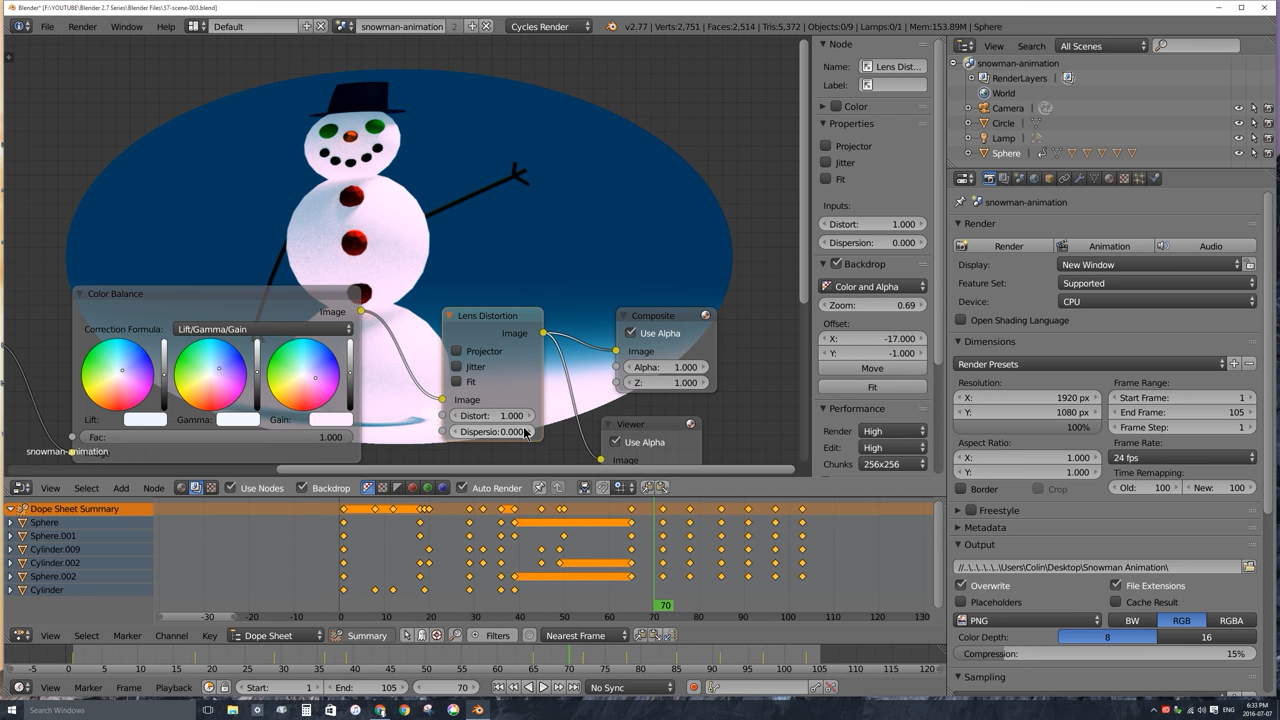 Blender* [F:\YOUTUBE\Blender 2.7 Series\Blender Files\57-scene-003.blend]
File Render Window Help Default snowman-animation 2 Cycles Render v2.77 | Verts:2,751 | Faces:2,514 | Tris:5,372 | Objects:0/9 | Lamps:0/1 | Mem:153.89M | Sphere
Node
Name: Lens Dist...
Label:
Color
Properties
Projector
Jitter
Fit
Inputs:
Distort: 1.000
Dispersion: 0.000
Backdrop
Color and Alpha
Zoom: 0.69
Offset:
X: -17.000
Y: -1.000
Move
Fit
Performance
Render High
Edit High
Chunks 256x256
Color Balance
Image
Correction Formula: Lift/Gamma/Gain
Lift: Gamma: Gain:
Fac: 1.000
snowman-animation
Lens Distortion
Image
Projector
Jitter
Fit
Image
Distort: 1.000
Dispersio: 0.000
Composite
Use Alpha
Image
Alpha: 1.000
Z: 1.000
Viewer
Use Alpha
Image
View Select Add Node Use Nodes Backdrop Auto Render
Dope Sheet Summary
Sphere
Sphere.001
Cylinder.009
Cylinder.002
Sphere.002
Cylinder
-30 -20 -10 0 10 20 30 40 50 60 70 80 90 100 110 120 130
View Select Marker Channel Key Dope Sheet Summary Filters Nearest Frame
-5 0 5 10 15 20 25 30 35 40 45 50 55 60 65 70 75 80 85 90 95 100 105 110 115 120
View Marker Frame Playback Start: 1 End: 105 70 No Sync
View Search All Scenes
snowman-animation
RenderLayers
World
Camera
Circle
Lamp
Sphere
snowman-animation
Render
Render Animation Audio
Display: New Window
Feature Set: Supported
Device: CPU
Open Shading Language
Dimensions
Render Presets
Resolution: Frame Range:
X: 1920 px Start Frame: 1
Y: 1080 px End Frame: 105
100% Frame Step: 1
Aspect Ratio: Frame Rate:
X: 1.000 24 fps
Y: 1.000 Time Remapping:
Border Crop Old: 100 New: 100
Freestyle
Metadata
Output
//..\..\..\..\Users\Colin\Desktop\Snowman Animation\
Overwrite File Extensions
Placeholders Cache Result
PNG BW RGB RGBA
Color Depth: 8 16
Compression: 15%
Sampling
Search Windows
ENG 6:33 PM
2016-07-07